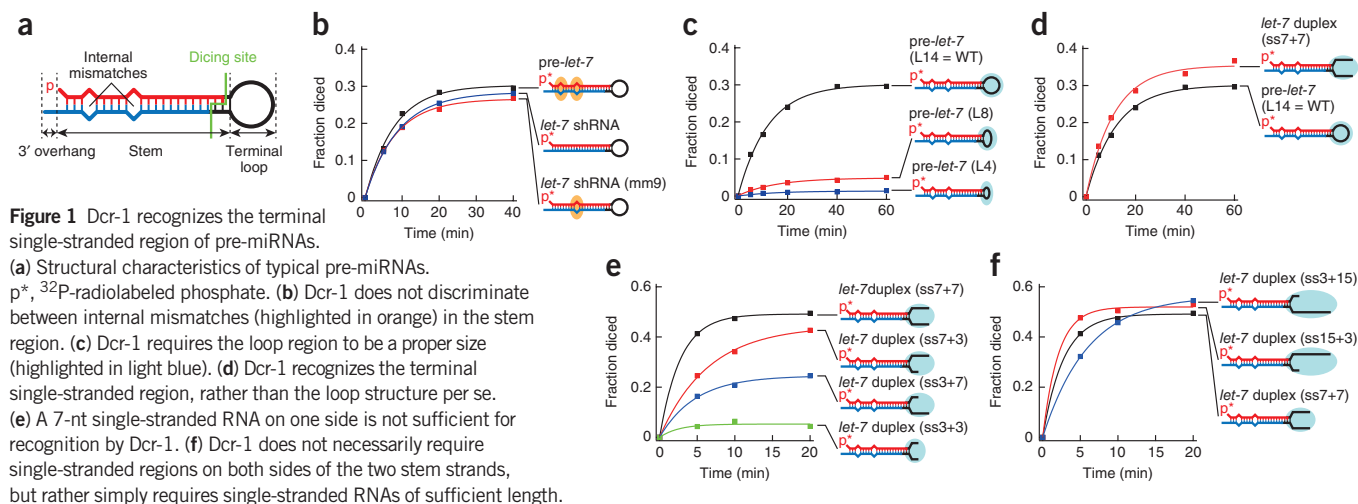 a
Internal
mismatches
Dicing site
p
3′ overhang
Stem
Terminal
loop
b
Fraction diced
0.4
0.3
0.2
0.1
0
0 10 20 30 40
Time (min)
pre-let-7
p*
let-7 shRNA
p*
let-7 shRNA (mm9)
p*
c
Fraction diced
0.4
0.3
0.2
0.1
0
0 20 40 60
Time (min)
pre-let-7
(L14 = WT)
p*
pre-let-7 (L8)
p*
pre-let-7 (L4)
p*
d
Fraction diced
0.4
0.3
0.2
0.1
0
0 20 40 60
Time (min)
let-7 duplex
(ss7+7)
p*
pre-let-7
(L14 = WT)
p*
Figure 1 Dcr-1 recognizes the terminal
single-stranded region of pre-miRNAs.
(a) Structural characteristics of typical pre-miRNAs.
p*, ³²P-radiolabeled phosphate. (b) Dcr-1 does not discriminate
between internal mismatches (highlighted in orange) in the stem
region. (c) Dcr-1 requires the loop region to be a proper size
(highlighted in light blue). (d) Dcr-1 recognizes the terminal
single-stranded region, rather than the loop structure per se.
(e) A 7-nt single-stranded RNA on one side is not sufficient for
recognition by Dcr-1. (f) Dcr-1 does not necessarily require
single-stranded regions on both sides of the two stem strands,
but rather simply requires single-stranded RNAs of sufficient length.
e
Fraction diced
0.6
0.4
0.2
0
0 5 10 15 20
Time (min)
let-7duplex (ss7+7)
p*
let-7 duplex (ss7+3)
p*
let-7 duplex (ss3+7)
p*
let-7 duplex (ss3+3)
p*
f
Fraction diced
0.6
0.4
0.2
0
0 5 10 15 20
Time (min)
let-7 duplex (ss3+15)
p*
let-7 duplex (ss15+3)
p*
let-7 duplex (ss7+7)
p*